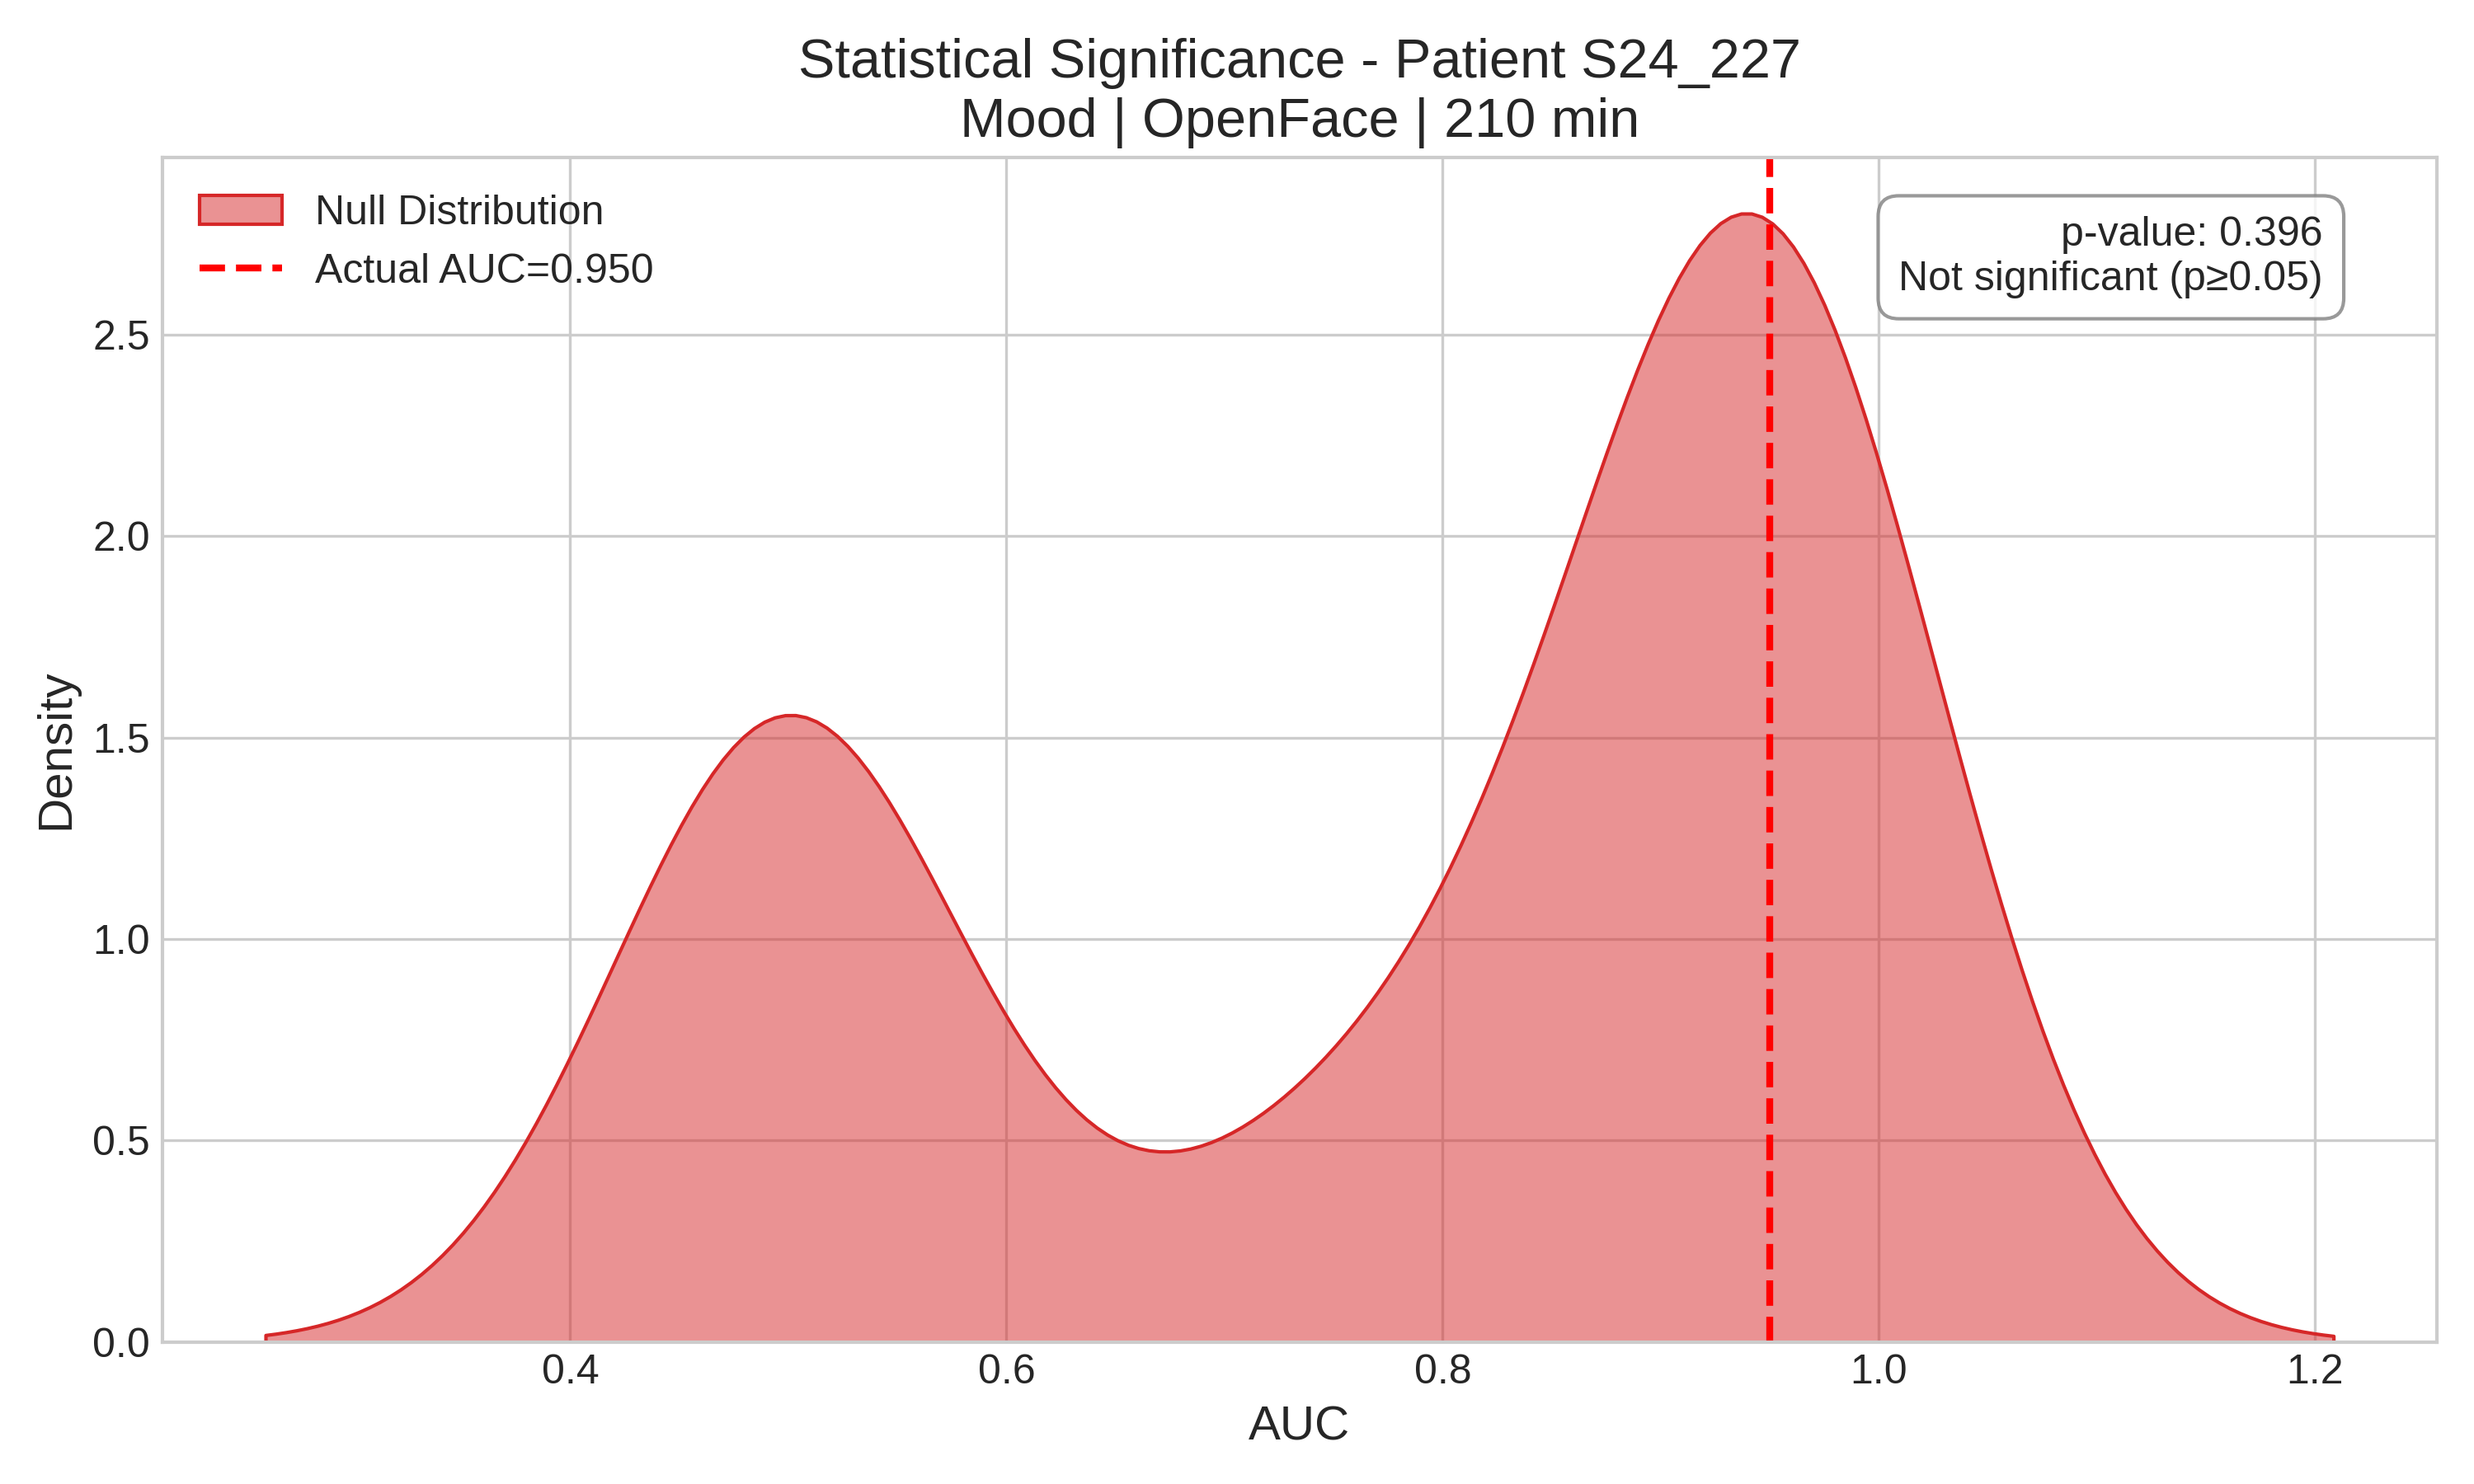 Statistical Significance - Patient S24_227
Mood | OpenFace | 210 min
Null Distribution
Actual AUC=0.950
p-value: 0.396
Not significant (p≥0.05)
Density
2.5
2.0
1.5
1.0
0.5
0.0
0.4
0.6
0.8
1.0
1.2
AUC